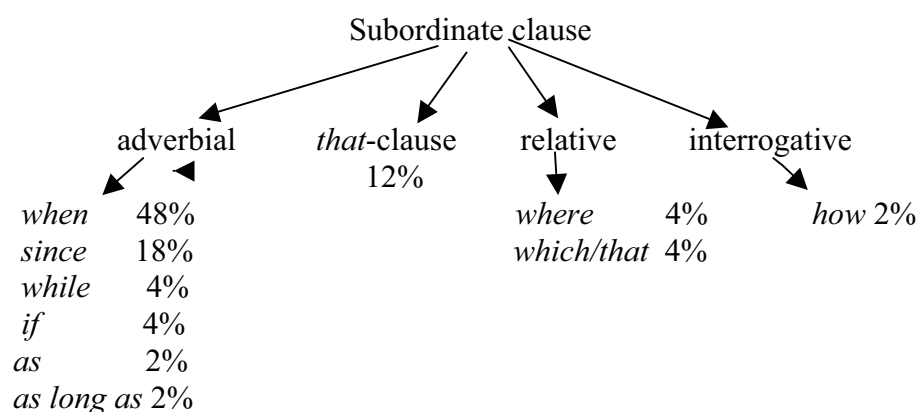 Subordinate clause
adverbial that-clause relative interrogative
12%
when 48% where 4% how 2%
since 18% which/that 4%
while 4%
if 4%
as 2%
as long as 2%